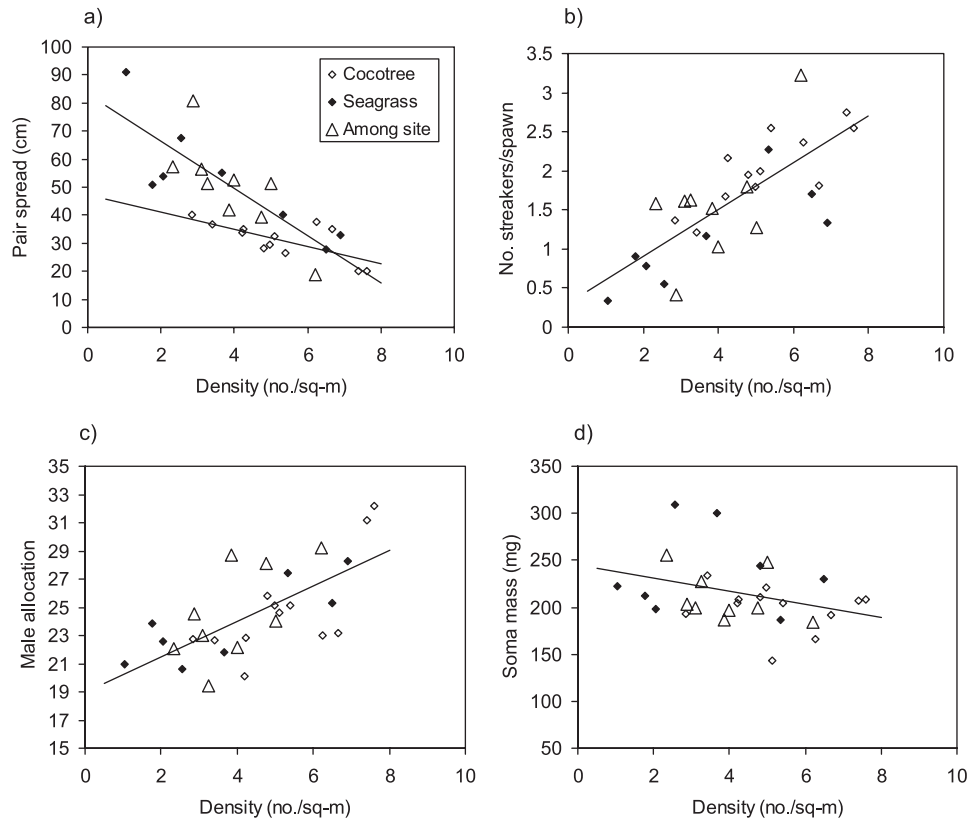 a)
Pair spread (cm)
100
90
80
70
60
50
40
30
20
10
0
Cocotree
Seagrass
Among site
0 2 4 6 8 10
Density (no./sq-m)
b)
No. streakers/spawn
3.5
3
2.5
2
1.5
1
0.5
0
0 2 4 6 8 10
Density (no./sq-m)
c)
Male allocation
35
33
31
29
27
25
23
21
19
17
15
0 2 4 6 8 10
Density (no./sq-m)
d)
Soma mass (mg)
350
300
250
200
150
100
50
0 2 4 6 8 10
Density (no./sq-m)